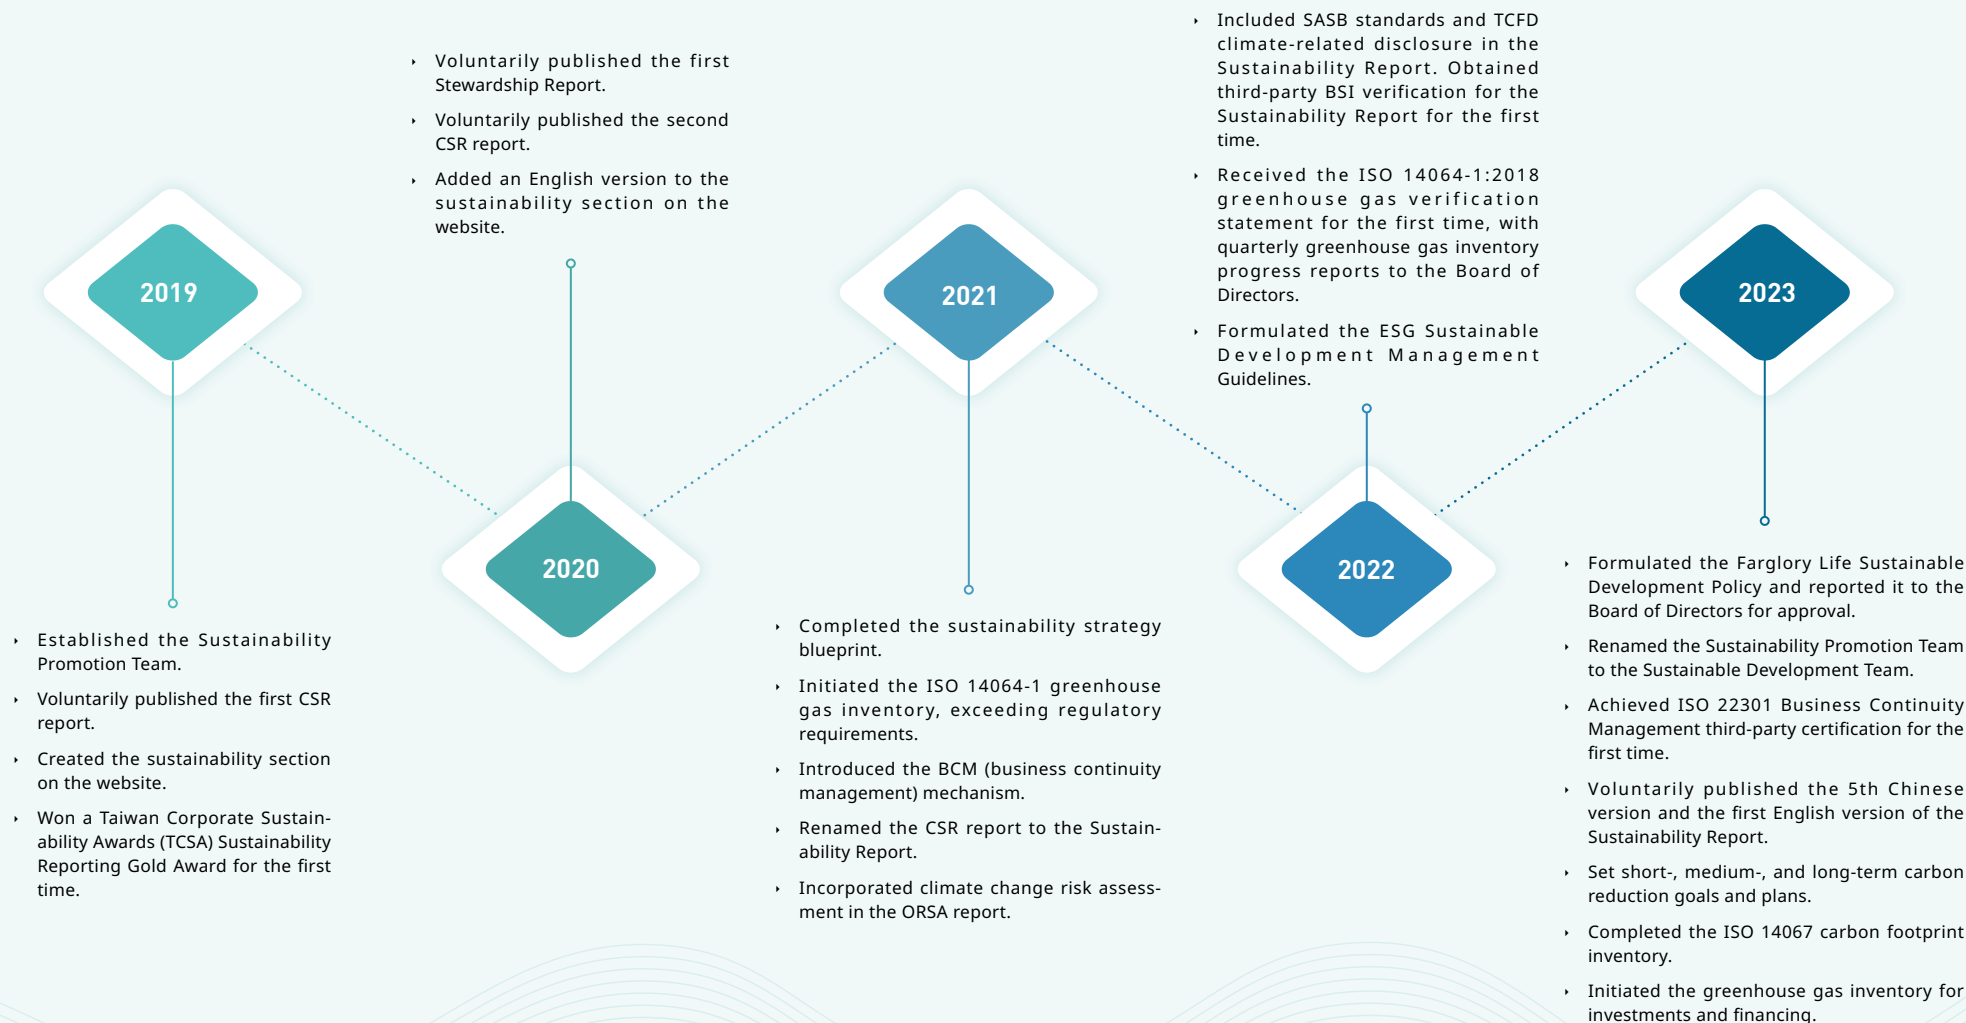 2019
Established the Sustainability
Promotion Team.
Voluntarily published the first CSR
report.
Created the sustainability section
on the website.
Won a Taiwan Corporate Sustain-
ability Awards (TCSA) Sustainability
Reporting Gold Award for the first
time.
Voluntarily published the first
Stewardship Report.
Voluntarily published the second
CSR report.
Added an English version to the
sustainability section on the
website.
2020
2021
Completed the sustainability strategy
blueprint.
Initiated the ISO 14064-1 greenhouse
gas inventory, exceeding regulatory
requirements.
Introduced the BCM (business continuity
management) mechanism.
Renamed the CSR report to the Sustain-
ability Report.
Incorporated climate change risk assess-
ment in the ORSA report.
Included SASB standards and TCFD
climate-related disclosure in the
Sustainability Report. Obtained
third-party BSI verification for the
Sustainability Report for the first
time.
Received the ISO 14064-1:2018
greenhouse gas verification
statement for the first time, with
quarterly greenhouse gas inventory
progress reports to the Board of
Directors.
Formulated the ESG Sustainable
Development Management
Guidelines.
2022
2023
Formulated the Farglory Life Sustainable
Development Policy and reported it to the
Board of Directors for approval.
Renamed the Sustainability Promotion Team
to the Sustainable Development Team.
Achieved ISO 22301 Business Continuity
Management third-party certification for the
first time.
Voluntarily published the 5th Chinese
version and the first English version of the
Sustainability Report.
Set short-, medium-, and long-term carbon
reduction goals and plans.
Completed the ISO 14067 carbon footprint
inventory.
Initiated the greenhouse gas inventory for
investments and financing.